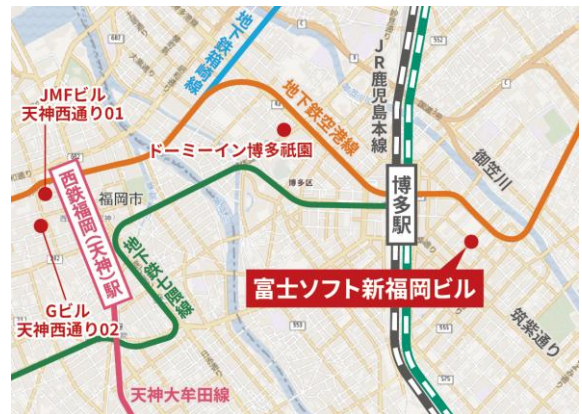 地下鉄箱崎線
JMFビル
天神西通り01
地下鉄空港線
JR鹿児島本線
ドーミーイン博多祇園
御笠川
西鉄福岡(天神)駅
福岡市
博多区
博多駅
地下鉄七隈線
富士ソフト新福岡ビル
Gビル
天神西通り02
筑紫通り
天神大牟田線